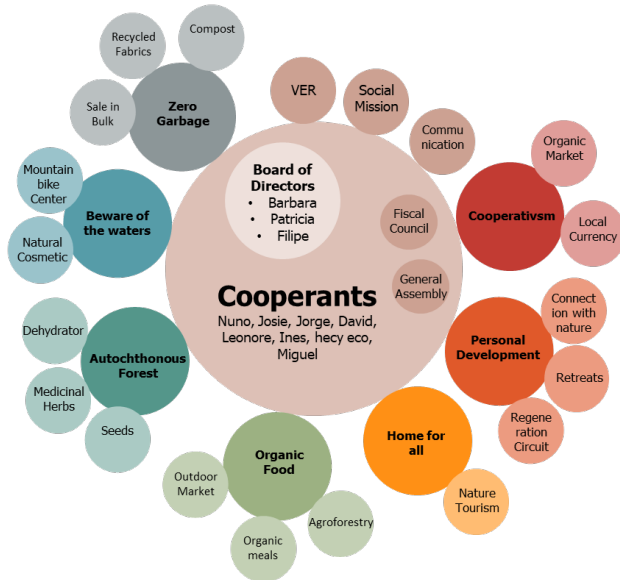 Compost
Recycled
Fabrics
Sale in
Bulk
Zero
Garbage
VER
Social
Mission
Commu
nication
Organic
Market
Local
Currency
Cooperativsm
Mountain
bike
Center
Natural
Cosmetic
Beware of
the waters
Board of
Directors
• Barbara
• Patricia
• Filipe
Fiscal
Council
General
Assembly
Cooperants
Nuno, Josie, Jorge, David,
Leonore, Ines, hecy eco,
Miguel
Connect
ion with
nature
Personal
Development
Retreats
Regene
ration
Circuit
Dehydrator
Autochthonous
Forest
Medicinal
Herbs
Seeds
Home for
all
Nature
Tourism
Organic
Food
Outdoor
Market
Organic
meals
Agroforestry